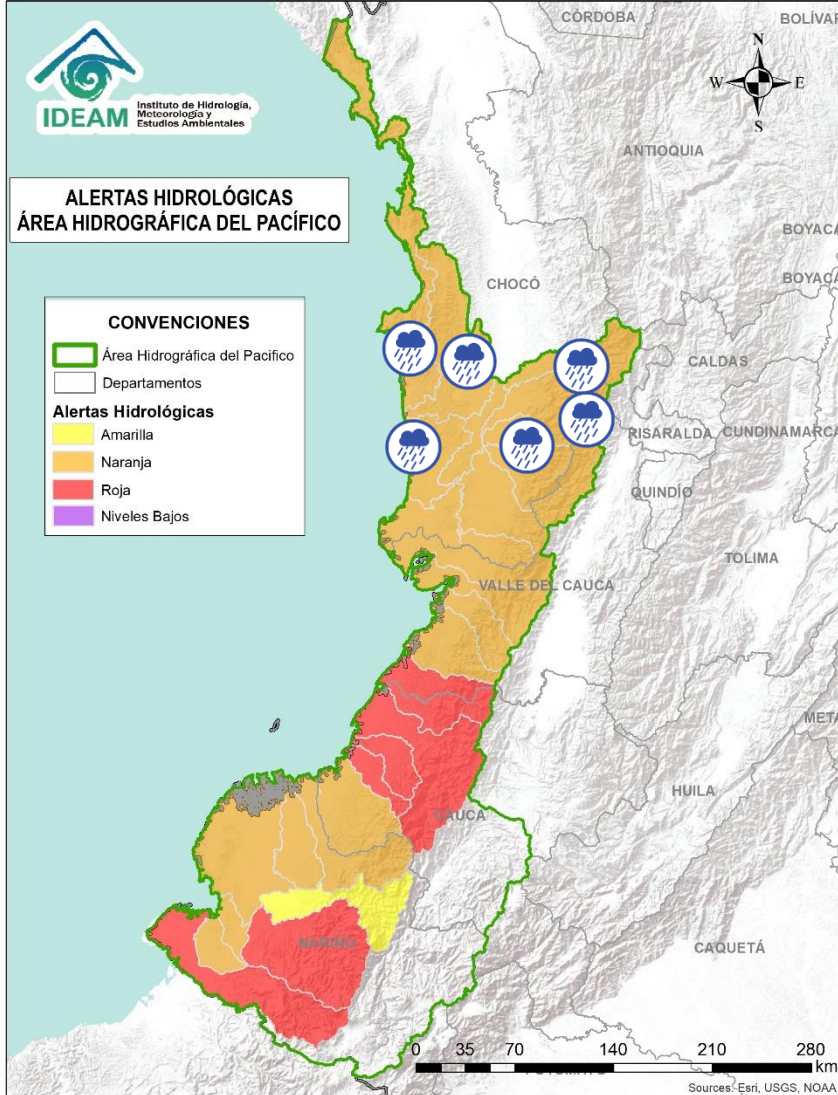 CÓRDOBA
BOLÍVAR
IDEAM
Instituto de Hidrología,
Meteorología y
Estudios Ambientales
N
W
E
S
ANTIOQUIA
ALERTAS HIDROLÓGICAS
ÁREA HIDROGRÁFICA DEL PACÍFICO
BOYACÁ
BOYACÁ
CHOCÓ
CONVENCIONES
Área Hidrográfica del Pacifico
Departamentos
Alertas Hidrológicas
Amarilla
Naranja
Roja
Niveles Bajos
CALDAS
RISARALDA
CUNDINAMARCA
QUINDÍO
TOLIMA
VALLE DEL CAUCA
META
HUILA
CAUCA
NARIÑO
CAQUETÁ
0 35 70 140 210 280
km
Sources: Esri, USGS, NOAA